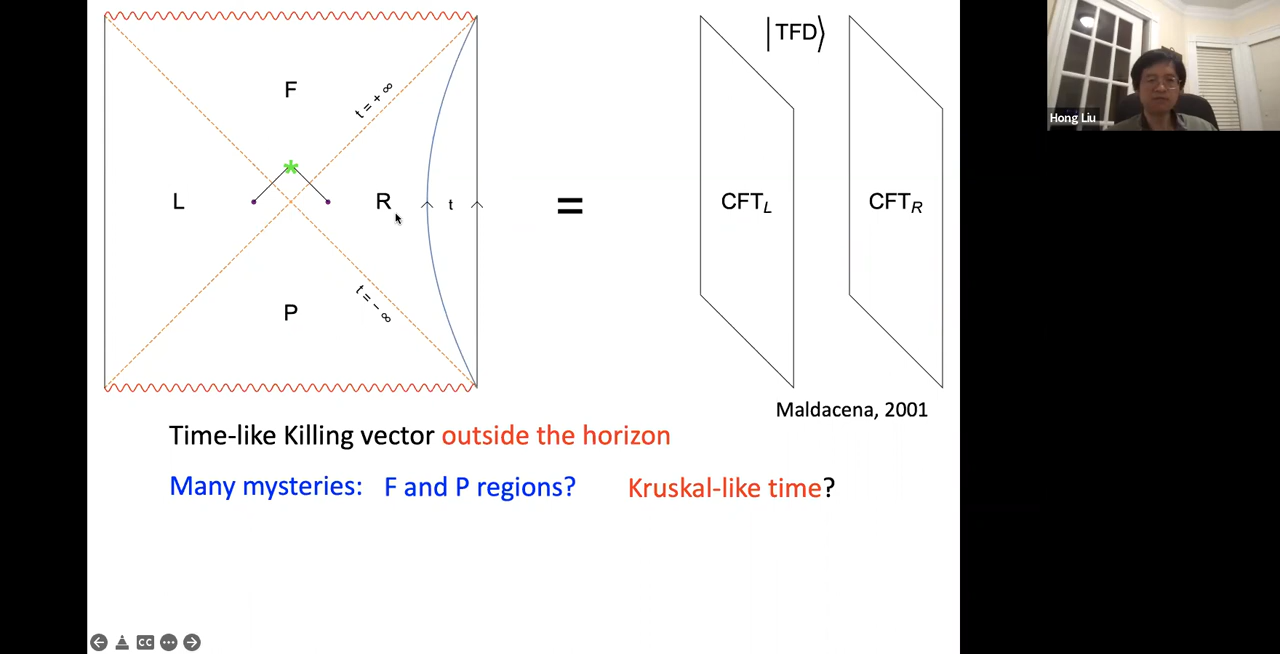 |TFD⟩
F
t = + ∞
L
R
t
=
CFT_L
CFT_R
t = - ∞
P
Maldacena, 2001
Time-like Killing vector outside the horizon
Many mysteries: F and P regions? Kruskal-like time?
Hong Liu
CC